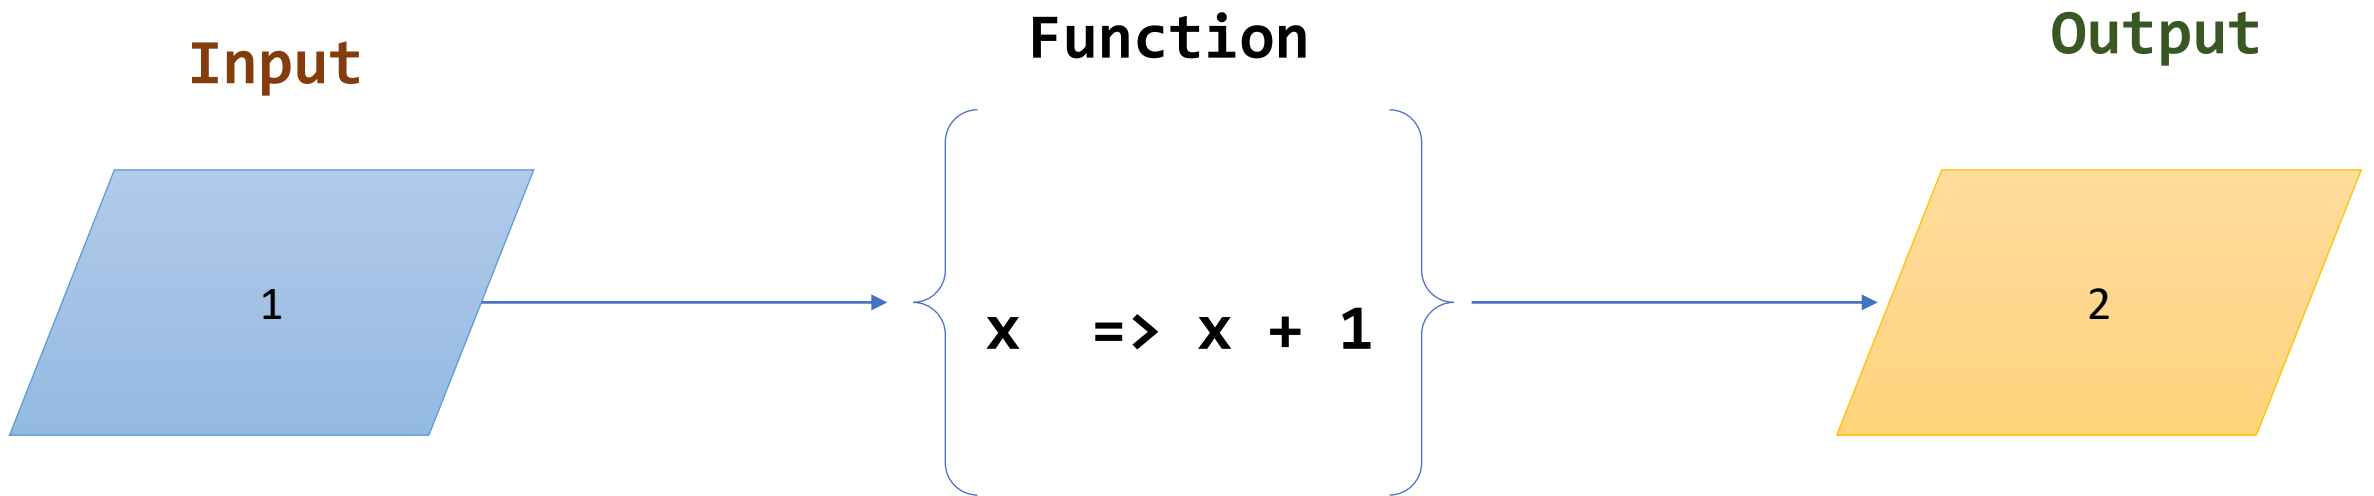 Input
Function
Output
1
x  => x + 1
2